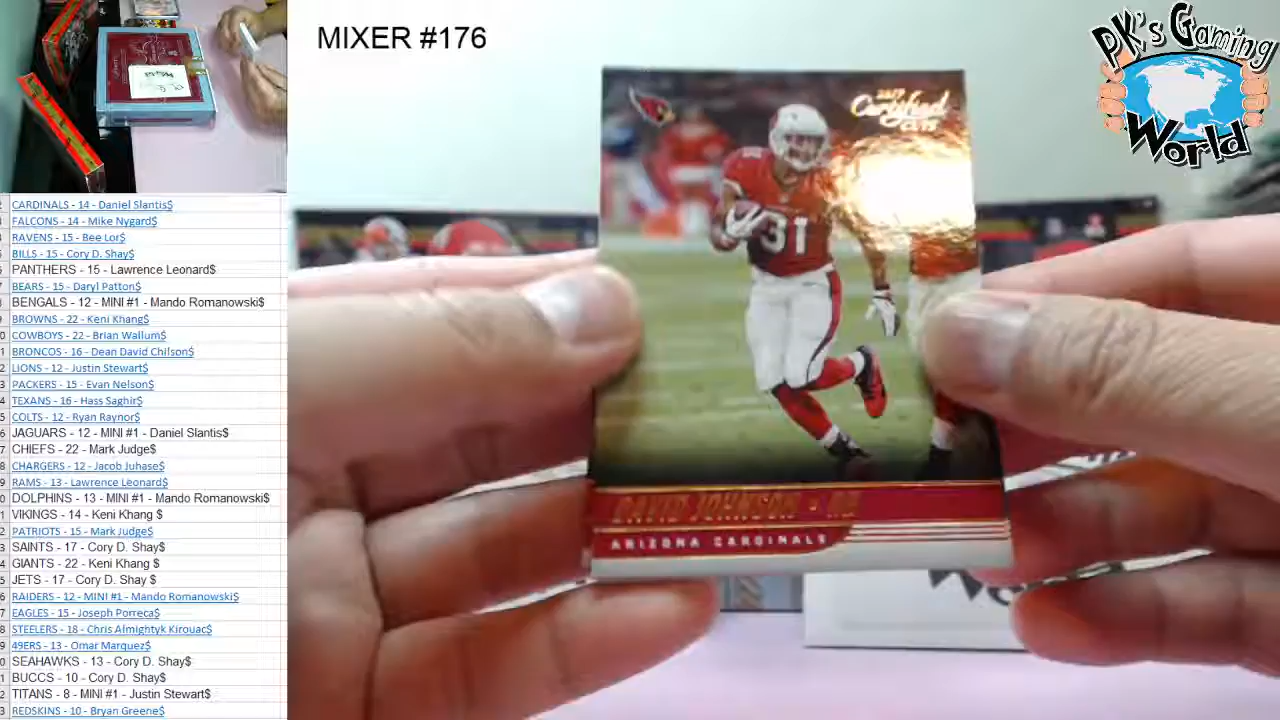 MIXER #176
PK's Gaming
World
CARDINALS - 14 - Daniel Slantis$
FALCONS - 14 - Mike Nygard$
RAVENS - 15 - Bee Lor$
BILLS - 15 - Cory D. Shay$
PANTHERS - 15 - Lawrence Leonard$
BEARS - 15 - Daryl Patton$
BENGALS - 12 - MINI #1 - Mando Romanowski$
BROWNS - 22 - Keni Khang$
COWBOYS - 22 - Brian Wallum$
BRONCOS - 16 - Dean David Chilson$
LIONS - 12 - Justin Stewart$
PACKERS - 15 - Evan Nelson$
TEXANS - 16 - Hass Saghir$
COLTS - 12 - Ryan Raynor$
JAGUARS - 12 - MINI #1 - Daniel Slantis$
CHIEFS - 22 - Mark Judge$
CHARGERS - 12 - Jacob Juhase$
RAMS - 13 - Lawrence Leonard$
DOLPHINS - 13 - MINI #1 - Mando Romanowski$
VIKINGS - 14 - Keni Khang $
PATRIOTS - 15 - Mark Judge$
SAINTS - 17 - Cory D. Shay$
GIANTS - 22 - Keni Khang $
JETS - 17 - Cory D. Shay $
RAIDERS - 12 - MINI #1 - Mando Romanowski$
EAGLES - 15 - Joseph Porreca$
STEELERS - 18 - Chris Almightyk Kirouac$
49ERS - 13 - Omar Marquez$
SEAHAWKS - 13 - Cory D. Shay$
BUCCS - 10 - Cory D. Shay$
TITANS - 8 - MINI #1 - Justin Stewart$
REDSKINS - 10 - Bryan Greene$
2017
Certified
CUTS
31
DAVID JOHNSON - RB
ARIZONA CARDINALS